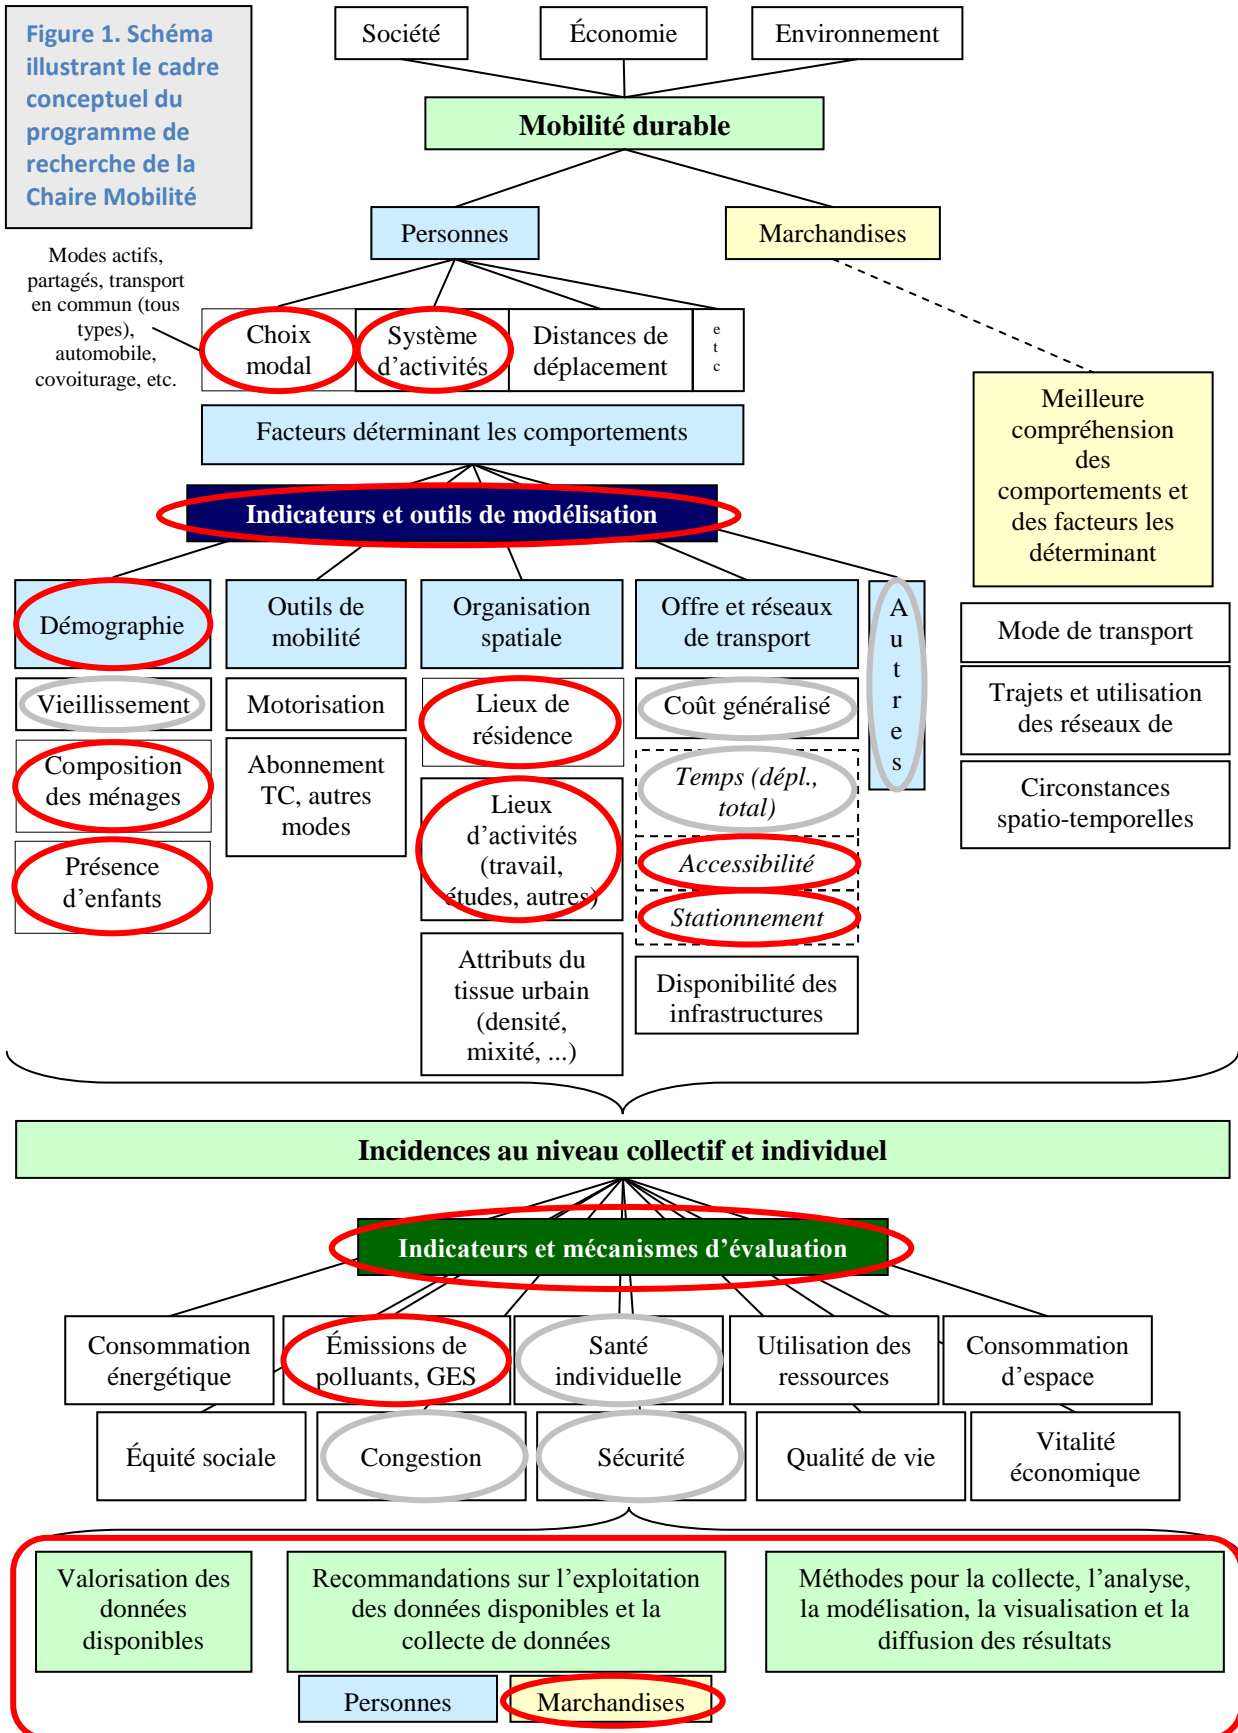 Figure 1. Schéma
illustrant le cadre
conceptuel du
programme de
recherche de la
Chaire Mobilité
Société
Économie
Environnement
Mobilité durable
Personnes
Marchandises
Modes actifs,
partagés, transport
en commun (tous
types),
automobile,
covoiturage, etc.
Choix
modal
Système
d’activités
Distances de
déplacement
e
t
c
Facteurs déterminant les comportements
Meilleure
compréhension
des
comportements et
des facteurs les
déterminant
Indicateurs et outils de modélisation
Démographie
Outils de
mobilité
Organisation
spatiale
Offre et réseaux
de transport
A
u
t
r
e
s
Vieillissement
Composition
des ménages
Présence
d’enfants
Motorisation
Abonnement
TC, autres
modes
Lieux de
résidence
Lieux
d’activités
(travail,
études, autres)
Attributs du
tissue urbain
(densité,
mixité, ...)
Coût généralisé
Temps (dépl.,
total)
Accessibilité
Stationnement
Disponibilité des
infrastructures
Mode de transport
Trajets et utilisation
des réseaux de
Circonstances
spatio-temporelles
Incidences au niveau collectif et individuel
Indicateurs et mécanismes d’évaluation
Consommation
énergétique
Émissions de
polluants, GES
Santé
individuelle
Utilisation des
ressources
Consommation
d’espace
Équité sociale
Congestion
Sécurité
Qualité de vie
Vitalité
économique
Valorisation des
données
disponibles
Recommandations sur l’exploitation
des données disponibles et la
collecte de données
Méthodes pour la collecte, l’analyse,
la modélisation, la visualisation et la
diffusion des résultats
Personnes
Marchandises